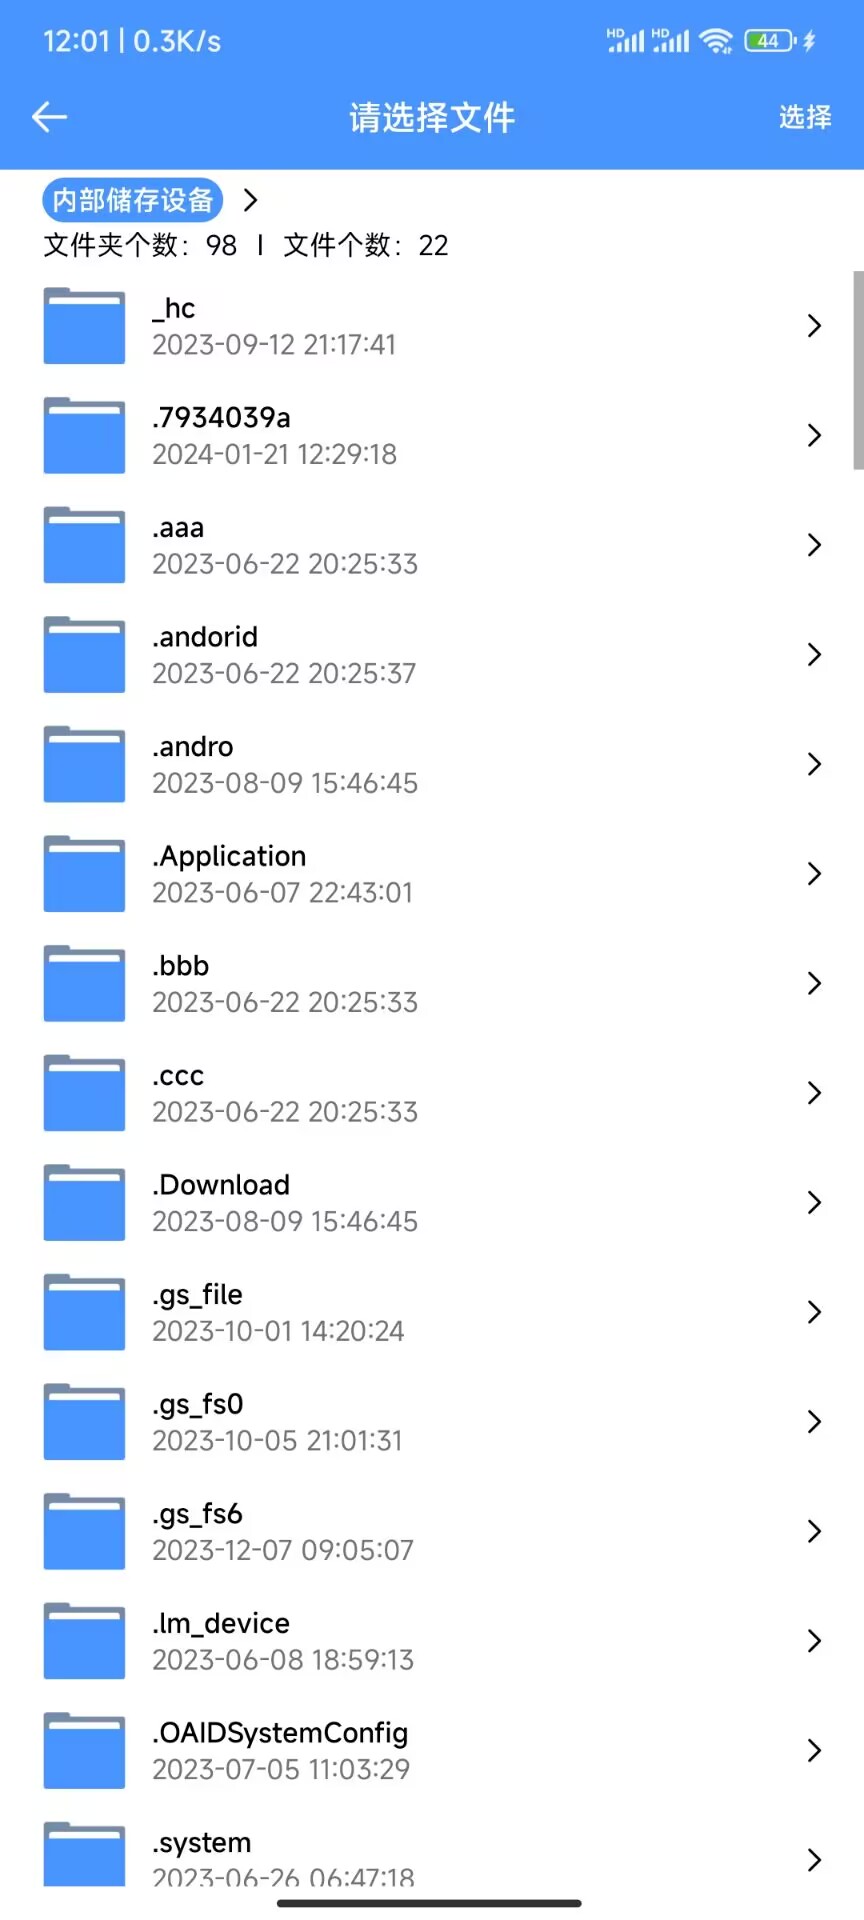 12:01 | 0.3K/s HD HD 44
请选择文件 选择
内部储存设备
文件夹个数：98 | 文件个数：22
_hc
2023-09-12 21:17:41
.7934039a
2024-01-21 12:29:18
.aaa
2023-06-22 20:25:33
.andorid
2023-06-22 20:25:37
.andro
2023-08-09 15:46:45
.Application
2023-06-07 22:43:01
.bbb
2023-06-22 20:25:33
.ccc
2023-06-22 20:25:33
.Download
2023-08-09 15:46:45
.gs_file
2023-10-01 14:20:24
.gs_fs0
2023-10-05 21:01:31
.gs_fs6
2023-12-07 09:05:07
.lm_device
2023-06-08 18:59:13
.OAIDSystemConfig
2023-07-05 11:03:29
.system
2023-06-26 06:47:18